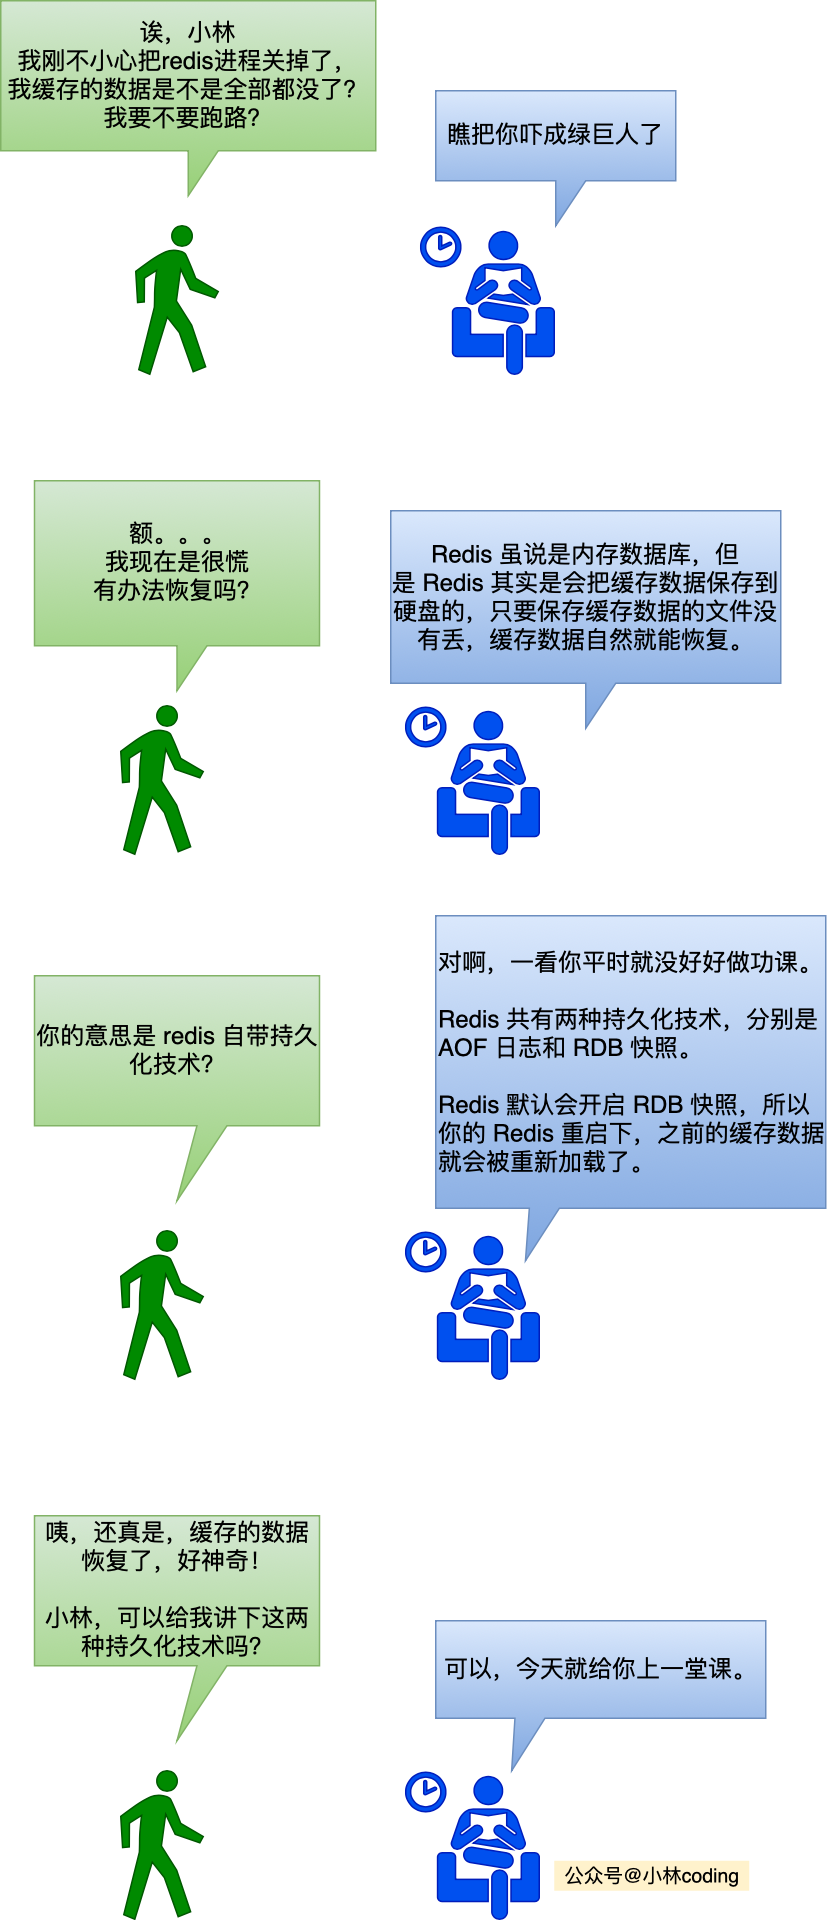 诶，小林
我刚不小心把redis进程关掉了，
我缓存的数据是不是全部都没了？
我要不要跑路？
瞧把你吓成绿巨人了
额。。。
我现在是很慌
有办法恢复吗？
Redis 虽说是内存数据库，但
是 Redis 其实是会把缓存数据保存到
硬盘的，只要保存缓存数据的文件没
有丢，缓存数据自然就能恢复。
你的意思是 redis 自带持久
化技术？
对啊，一看你平时就没好好做功课。
Redis 共有两种持久化技术，分别是
AOF 日志和 RDB 快照。
Redis 默认会开启 RDB 快照，所以
你的 Redis 重启下，之前的缓存数据
就会被重新加载了。
咦，还真是，缓存的数据
恢复了，好神奇！
小林，可以给我讲下这两
种持久化技术吗？
可以，今天就给你上一堂课。
公众号@小林coding